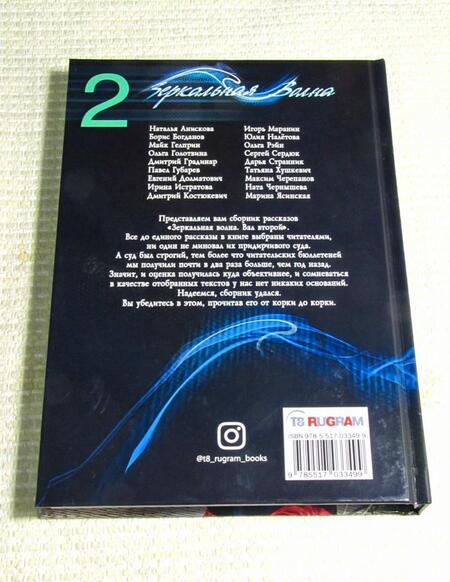 2
Зеркальная Волна
Наталья Анискова
Борис Богданов
Майк Гелприн
Ольга Голотвина
Дмитрий Градинар
Павел Губарев
Евгений Долматович
Ирина Истратова
Дмитрий Костюкевич
Игорь Маранин
Юлия Налётова
Ольга Рэйн
Сергей Сердюк
Дарья Странник
Татьяна Хушкевич
Максим Черепанов
Ната Чернышева
Марина Ясинская
Представляем вам сборник рассказов
«Зеркальная волна. Вал второй».
Все до единого рассказы в книге выбраны читателями,
ни один не миновал их придирчивого суда.
А суд был строгий, тем более что читательских бюллетеней
мы получили почти в два раза больше, чем год назад.
Значит, и оценка получилась куда объективнее, и сомневаться
в качестве отобранных текстов у нас нет никаких оснований.
Надеемся, сборник удался.
Вы убедитесь в этом, прочитав его от корки до корки.
T8 RUGRAM
ISBN 978 5 517 03349 9
9 785517 033499
@t8_rugram_books